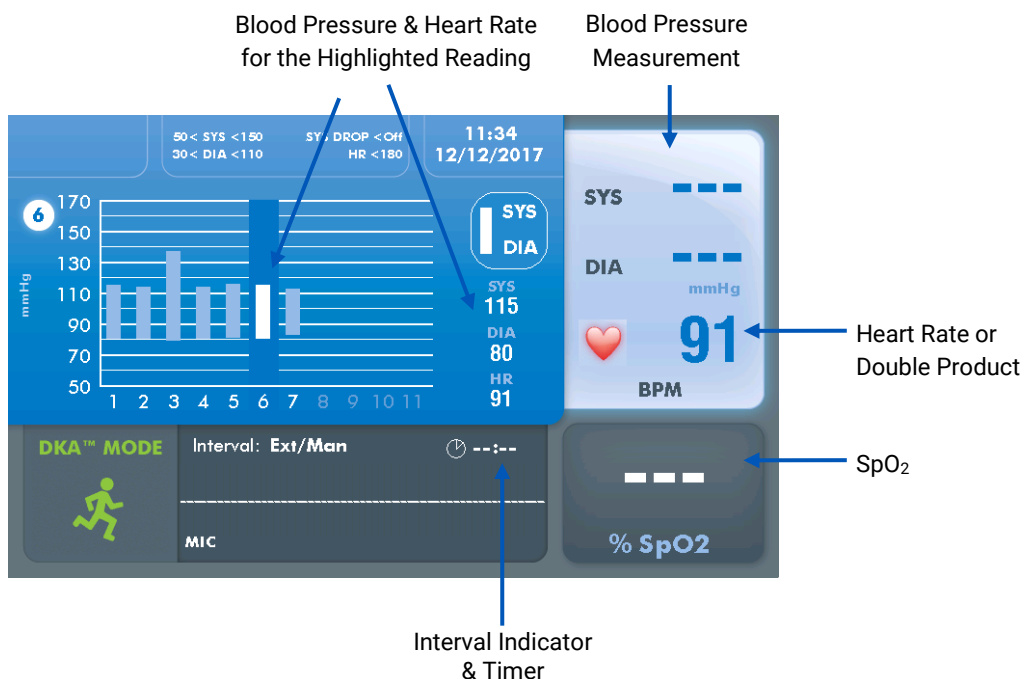 Blood Pressure & Heart Rate
for the Highlighted Reading
Blood Pressure
Measurement
50< SYS <150 SYS DROP <Off
30< DIA <110 HR <180
11:34
12/12/2017
6
mmHg
170
150
130
110
90
70
50
1 2 3 4 5 6 7 8 9 10 11
SYS
DIA
SYS
115
DIA
80
HR
91
SYS ---
DIA ---
mmHg
91
BPM
Heart Rate or
Double Product
DKA™ MODE
Interval: Ext/Man --:--
MIC
---
% SpO2
SpO₂
Interval Indicator
& Timer